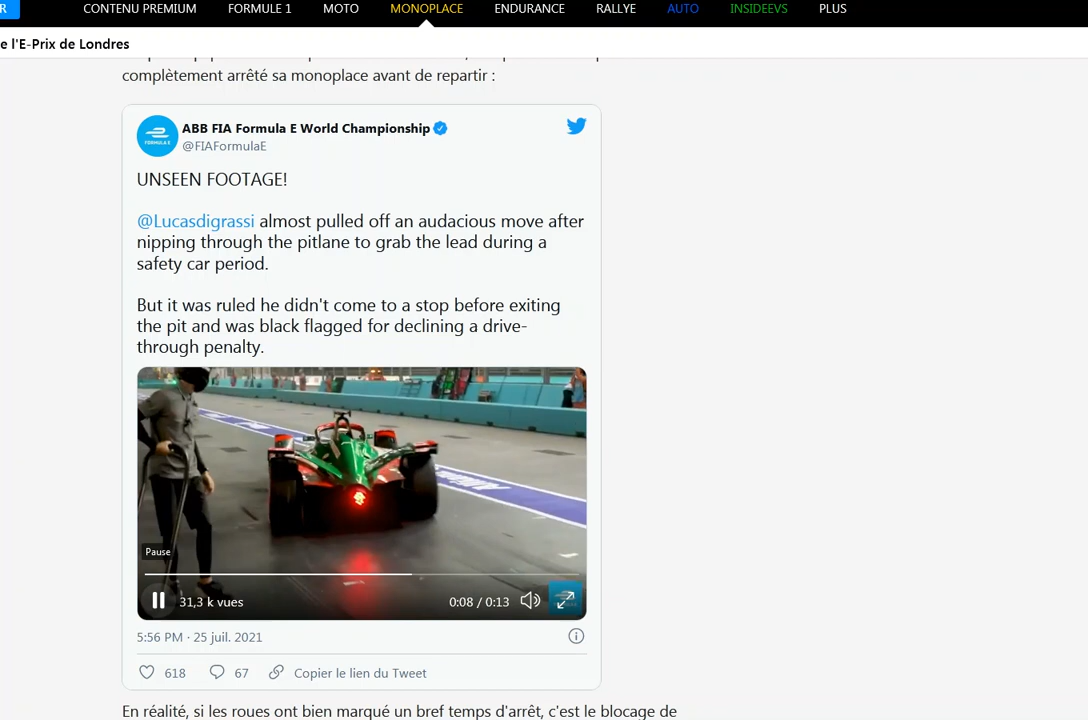 R CONTENU PREMIUM FORMULE 1 MOTO MONOPLACE ENDURANCE RALLYE AUTO INSIDEEVS PLUS
e l'E-Prix de Londres
complètement arrêté sa monoplace avant de repartir :
ABB FIA Formula E World Championship
@FIAFormulaE
UNSEEN FOOTAGE!
@Lucasdigrassi almost pulled off an audacious move after
nipping through the pitlane to grab the lead during a
safety car period.
But it was ruled he didn't come to a stop before exiting
the pit and was black flagged for declining a drive-
through penalty.
Pause
31,3 k vues 0:08 / 0:13
5:56 PM · 25 juil. 2021
618 67 Copier le lien du Tweet
En réalité, si les roues ont bien marqué un bref temps d'arrêt, c'est le blocage de